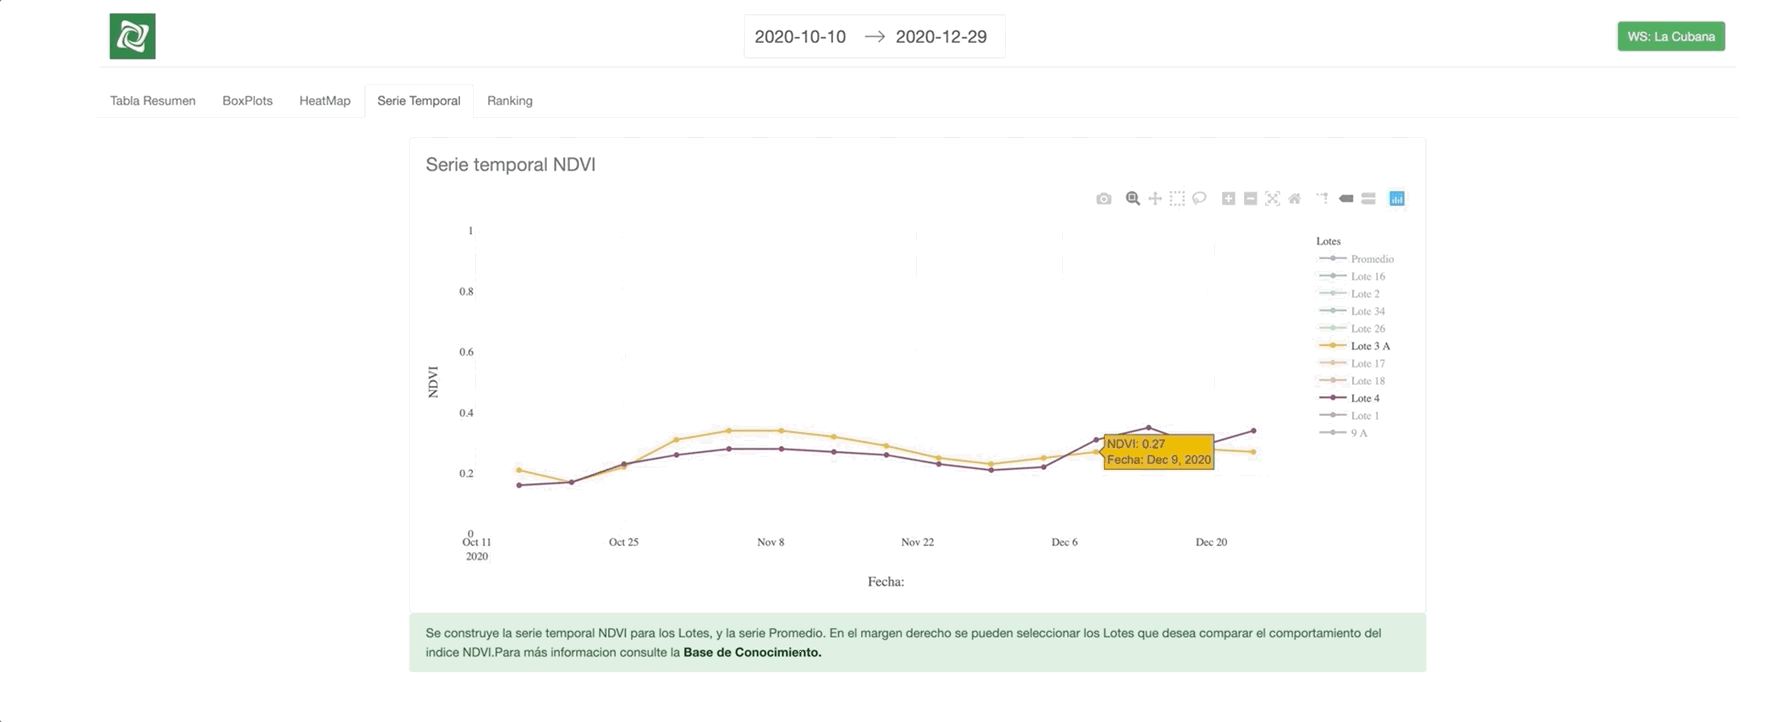 2020-10-10 → 2020-12-29
WS: La Cubana
Tabla Resumen BoxPlots HeatMap Serie Temporal Ranking
Serie temporal NDVI
1
0.8
0.6
0.4
0.2
0
NDVI
Oct 11 Oct 25 Nov 8 Nov 22 Dec 6 Dec 20
2020
Fecha:
NDVI: 0.27
Fecha: Dec 9, 2020
Lotes
Promedio
Lote 16
Lote 2
Lote 34
Lote 26
Lote 3 A
Lote 17
Lote 18
Lote 4
Lote 1
9 A
Se construye la serie temporal NDVI para los Lotes, y la serie Promedio. En el margen derecho se pueden seleccionar los Lotes que desea comparar el comportamiento del
indice NDVI.Para más informacion consulte la Base de Conocimiento.